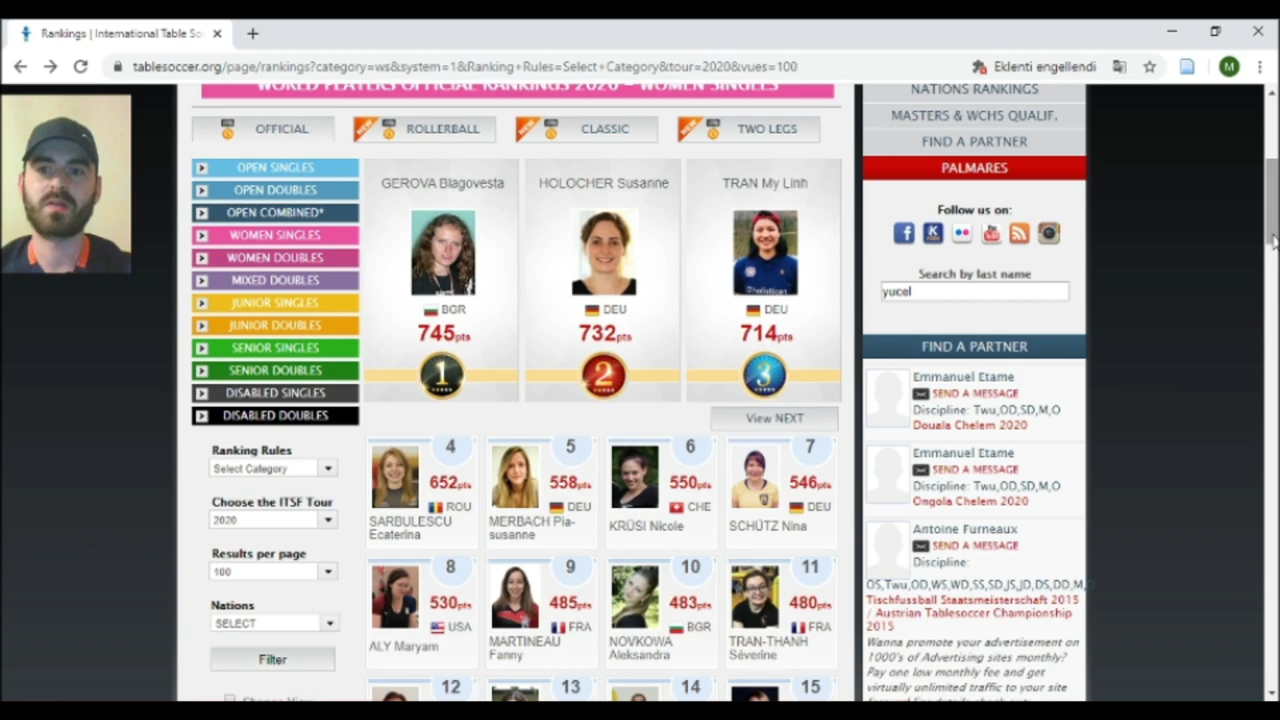 Rankings | International Table So
tablesoccer.org/page/rankings?category=ws&system=1&Ranking+Rules=Select+Category&tour=2020&vues=100
Eklenti engellendi
M
WORLD PLAYERS OFFICIAL RANKINGS 2020 - WOMEN SINGLES
OFFICIAL
NEW ROLLERBALL
NEW CLASSIC
NEW TWO LEGS
OPEN SINGLES
OPEN DOUBLES
OPEN COMBINED*
WOMEN SINGLES
WOMEN DOUBLES
MIXED DOUBLES
JUNIOR SINGLES
JUNIOR DOUBLES
SENIOR SINGLES
SENIOR DOUBLES
DISABLED SINGLES
DISABLED DOUBLES
Ranking Rules
Select Category
Choose the ITSF Tour
2020
Results per page
100
Nations
SELECT
Filter
GEROVA Blagovesta
BGR
745pts
1
HOLOCHER Susanne
DEU
732pts
2
TRAN My Linh
DEU
714pts
3
View NEXT
4
652pts
ROU
SARBULESCU
Ecaterina
5
558pts
DEU
MERBACH Pia-
susanne
6
550pts
CHE
KRÜSI Nicole
7
546pts
DEU
SCHÜTZ Nina
8
530pts
USA
ALY Maryam
9
485pts
FRA
MARTINEAU
Fanny
10
483pts
BGR
NOVKOWA
Aleksandra
11
480pts
FRA
TRAN-THANH
Séverine
12
13
14
15
NATIONS RANKINGS
MASTERS & WCHS QUALIF.
FIND A PARTNER
PALMARES
Follow us on:
Search by last name
yucel
FIND A PARTNER
Emmanuel Etame
SEND A MESSAGE
Discipline: Twu,OD,SD,M,O
Douala Chelem 2020
Emmanuel Etame
SEND A MESSAGE
Discipline: Twu,OD,SD,M,O
Ongola Chelem 2020
Antoine Furneaux
SEND A MESSAGE
Discipline:
OS,Twu,OD,WS,WD,SS,SD,JS,JD,DS,DD,M,O
Tischfussball Staatsmeisterschaft 2015
/ Austrian Tablesoccer Championship
2015
Wanna promote your advertisement on
1000's of Advertising sites monthly?
Pay one low monthly fee and get
virtually unlimited traffic to your site